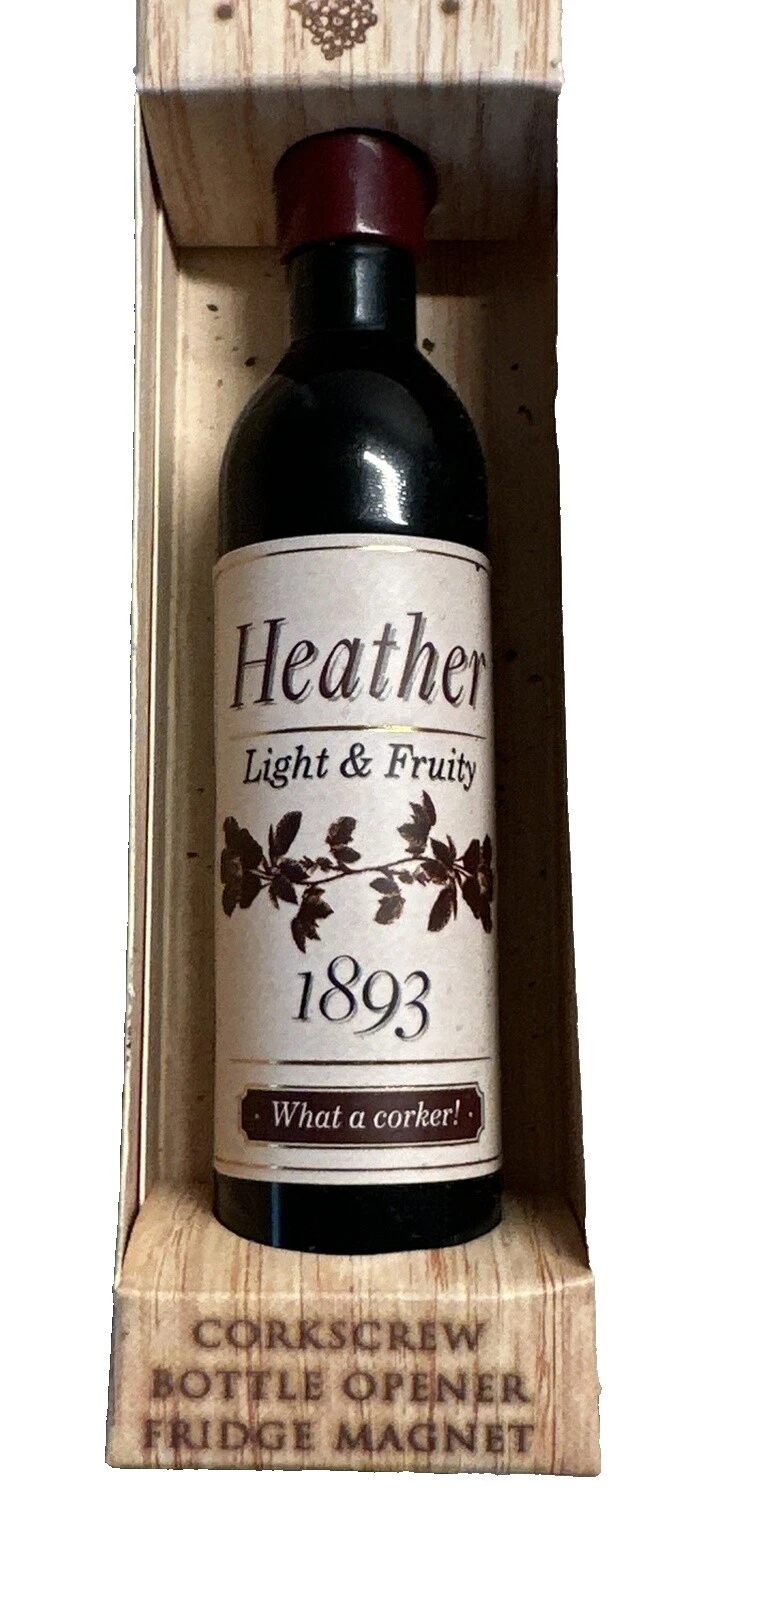 Heather
Light & Fruity
1893
· What a corker! ·
CORKSCREW
BOTTLE OPENER
FRIDGE MAGNET